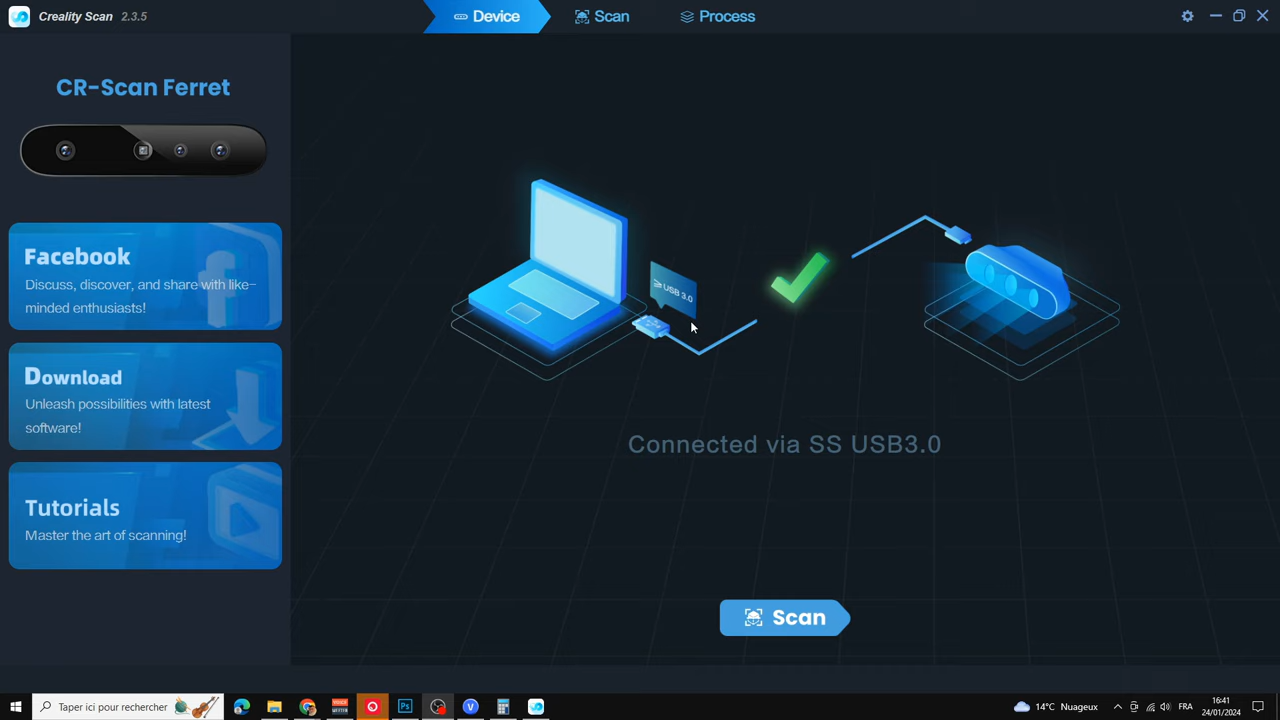 Creality Scan 2.3.5
Device
Scan
Process
CR-Scan Ferret
Facebook
Discuss, discover, and share with like-
minded enthusiasts!
Download
Unleash possibilities with latest
software!
Tutorials
Master the art of scanning!
USB 3.0
Connected via SS USB3.0
Scan
Taper ici pour rechercher
Ps
V
14°C Nuageux
FRA
16:41
24/01/2024